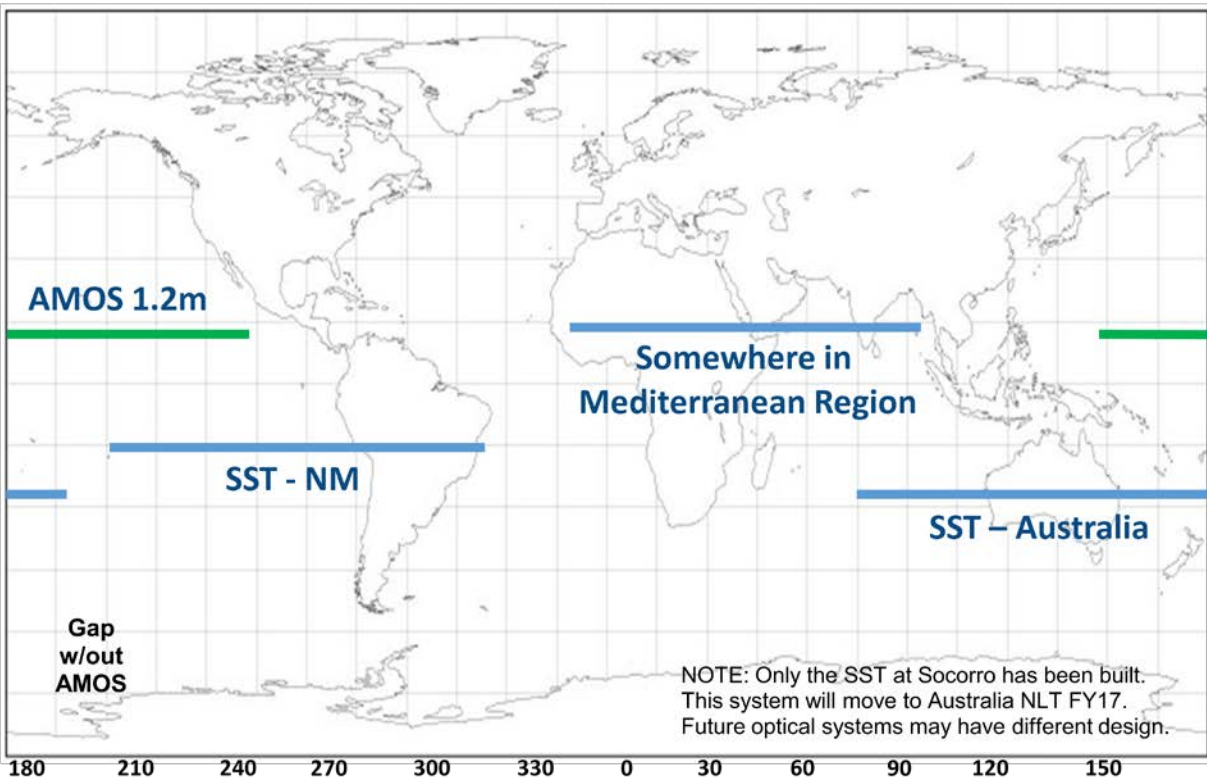 AMOS 1.2m
Somewhere in
Mediterranean Region
SST - NM
SST – Australia
Gap
w/out
AMOS
NOTE: Only the SST at Socorro has been built.
This system will move to Australia NLT FY17.
Future optical systems may have different design.
180 210 240 270 300 330 0 30 60 90 120 150